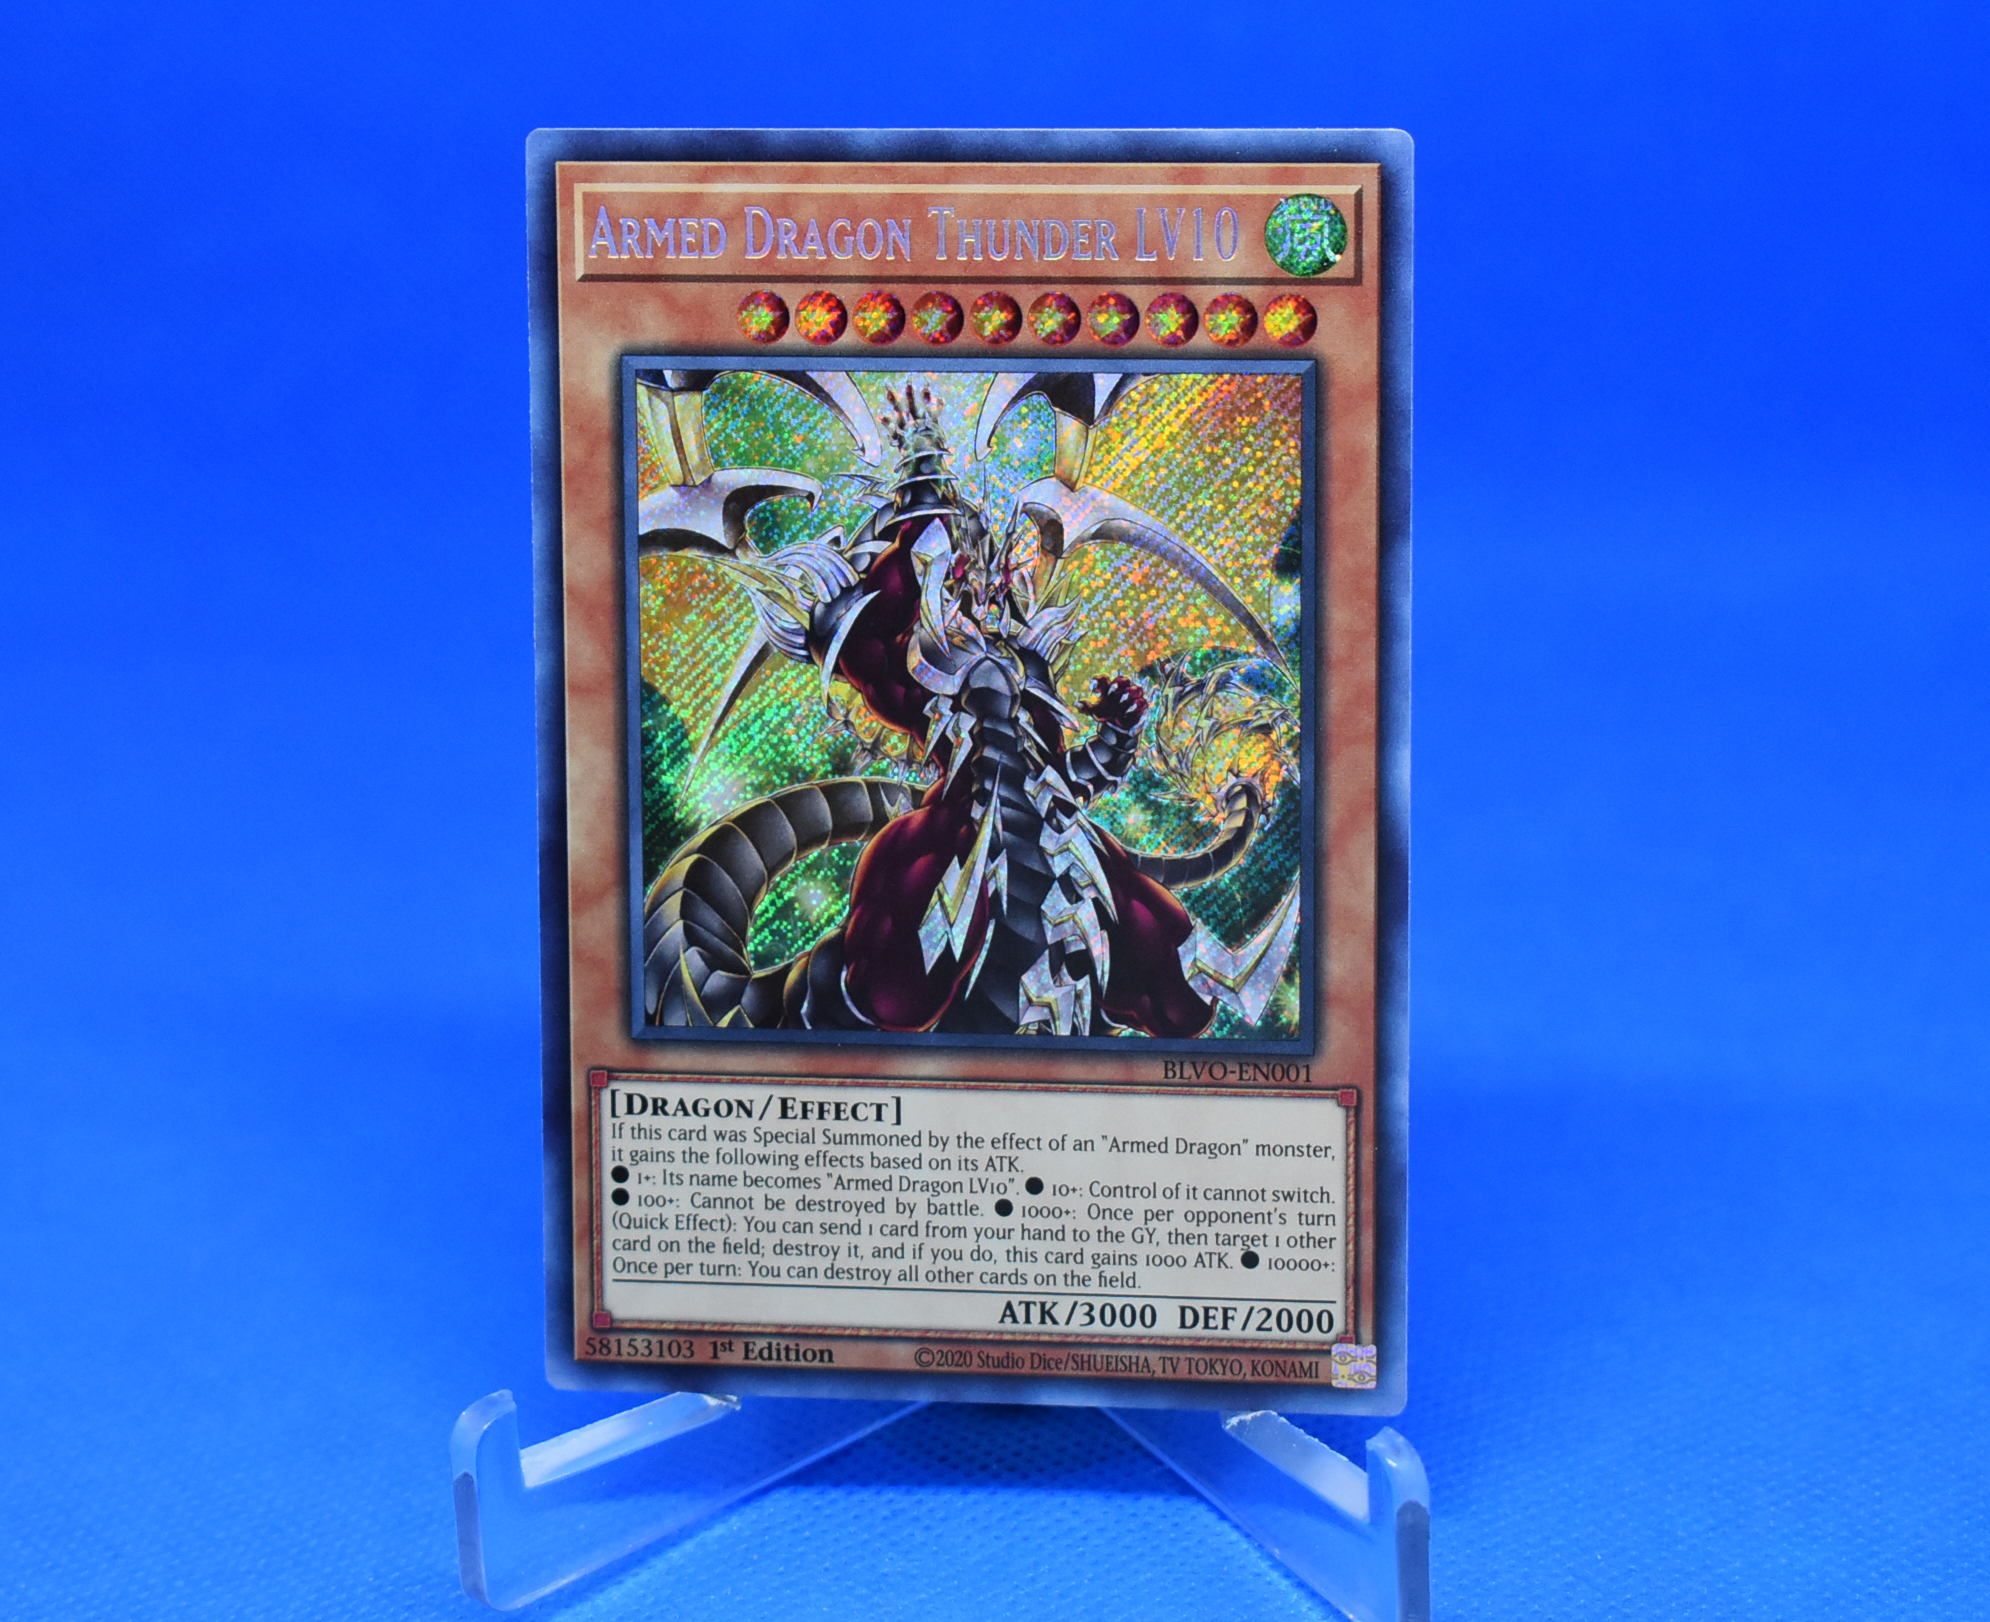 ARMED DRAGON THUNDER LV10
風
BLVO-EN001
[DRAGON/EFFECT]
If this card was Special Summoned by the effect of an "Armed Dragon" monster,
it gains the following effects based on its ATK.
● 1+: Its name becomes "Armed Dragon LV10". ● 10+: Control of it cannot switch.
● 100+: Cannot be destroyed by battle. ● 1000+: Once per opponent's turn
(Quick Effect): You can send 1 card from your hand to the GY, then target 1 other
card on the field; destroy it, and if you do, this card gains 1000 ATK. ● 10000+:
Once per turn: You can destroy all other cards on the field.
ATK/3000 DEF/2000
58153103 1st Edition ©2020 Studio Dice/SHUEISHA, TV TOKYO, KONAMI